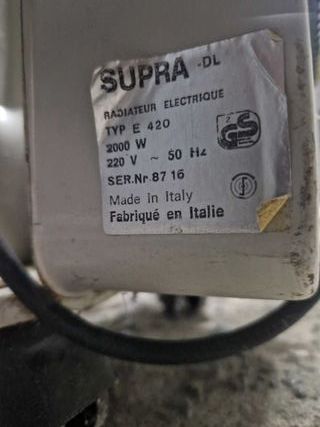 SUPRA -DL
RADIATEUR ELECTRIQUE
TYP E 420
2000 W
220 V ~ 50 Hz
SER.Nr.87 16
Made in Italy
Fabriqué en Italie